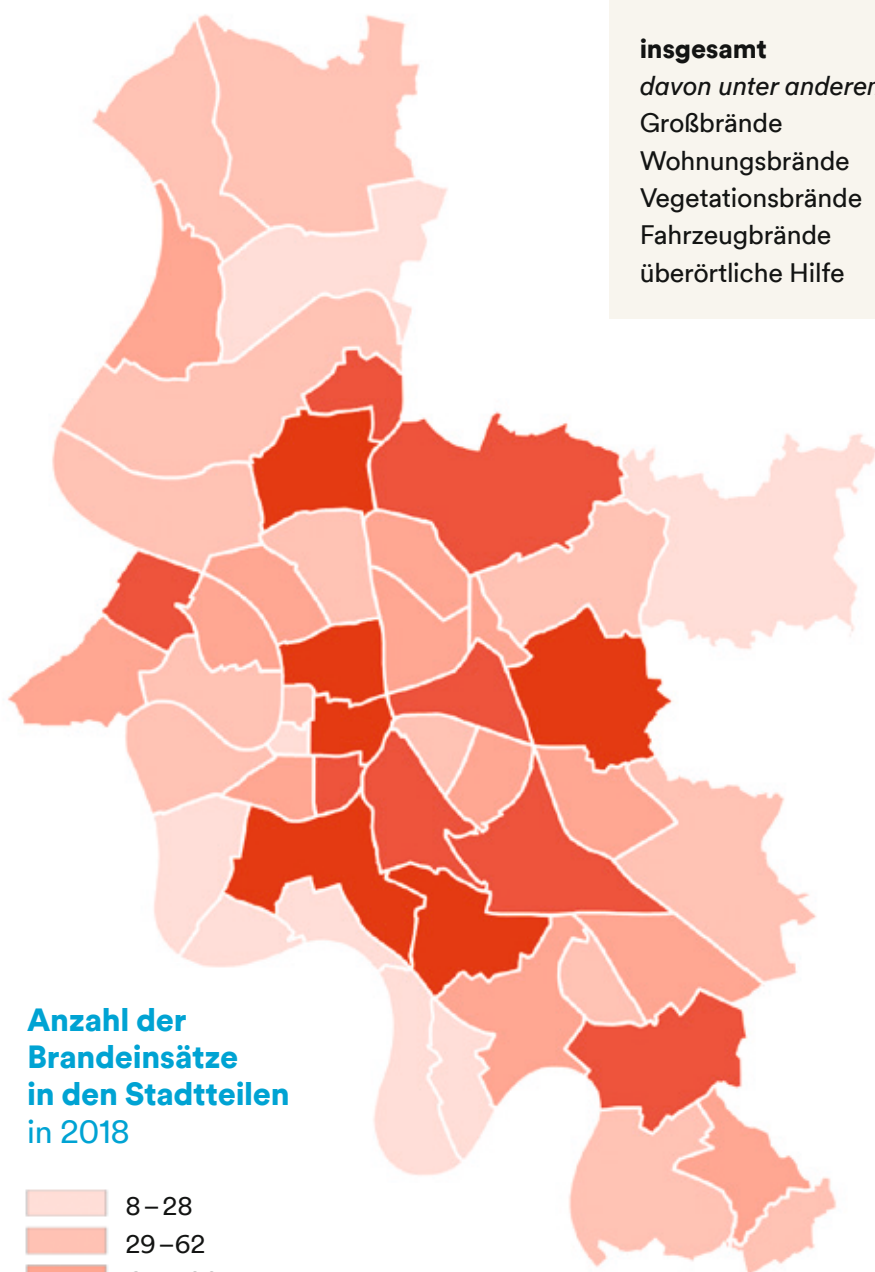 insgesamt
davon unter
Großbrände
Wohnungsbrände
Vegetationsbrände
Fahrzeugbrände
überörtliche Hilfe
Anzahl der
Brandeinsätze
in den Stadtteilen
in 2018
8–28
29–62